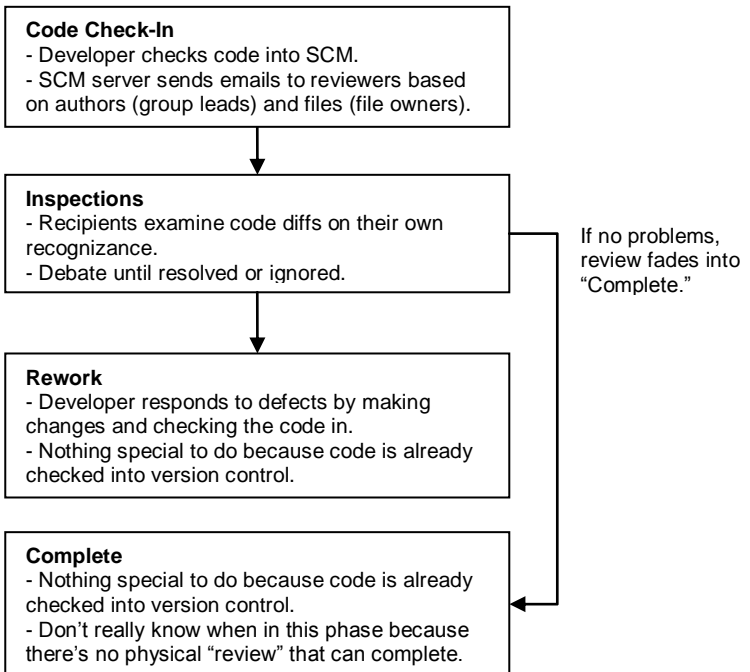 Code Check-In
- Developer checks code into SCM.
- SCM server sends emails to reviewers based
on authors (group leads) and files (file owners).
Inspections
- Recipients examine code diffs on their own
recognizance.
- Debate until resolved or ignored.
If no problems,
review fades into
“Complete.”
Rework
- Developer responds to defects by making
changes and checking the code in.
- Nothing special to do because code is already
checked into version control.
Complete
- Nothing special to do because code is already
checked into version control.
- Don’t really know when in this phase because
there’s no physical “review” that can complete.